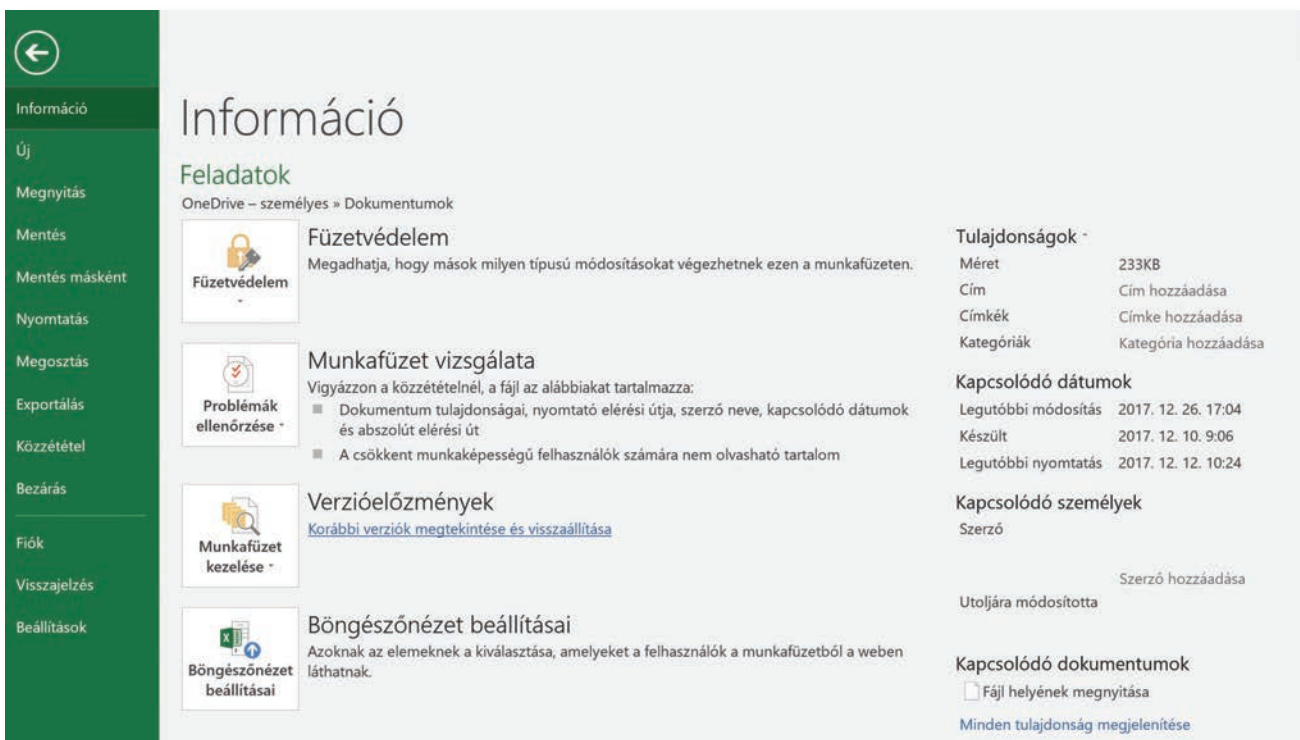 Információ
Új
Megnyitás
Mentés
Mentés másként
Nyomtatás
Megosztás
Exportálás
Közzététel
Bezárás
Fiók
Visszajelzés
Beállítások
Információ
Feladatok
OneDrive – személyes » Dokumentumok
Füzetvédelem
Füzetvédelem
Megadhatja, hogy mások milyen típusú módosításokat végezhetnek ezen a munkafüzeten.
Problémák
ellenőrzése
Munkafüzet vizsgálata
Vigyázzon a közzétételnél, a fájl az alábbiakat tartalmazza:
Dokumentum tulajdonságai, nyomtató elérési útja, szerző neve, kapcsolódó dátumok
és abszolút elérési út
A csökkent munkaképességű felhasználók számára nem olvasható tartalom
Munkafüzet
kezelése
Verzióelőzmények
Korábbi verziók megtekintése és visszaállítása
Böngészőnézet
beállításai
Böngészőnézet beállításai
Azoknak az elemeknek a kiválasztása, amelyeket a felhasználók a munkafüzetből a weben
láthatnak.
Tulajdonságok
Méret 233KB
Cím Cím hozzáadása
Címkék Címke hozzáadása
Kategóriák Kategória hozzáadása
Kapcsolódó dátumok
Legutóbbi módosítás 2017. 12. 26. 17:04
Készült 2017. 12. 10. 9:06
Legutóbbi nyomtatás 2017. 12. 12. 10:24
Kapcsolódó személyek
Szerző
Szerző hozzáadása
Utoljára módosította
Kapcsolódó dokumentumok
Fájl helyének megnyitása
Minden tulajdonság megjelenítése